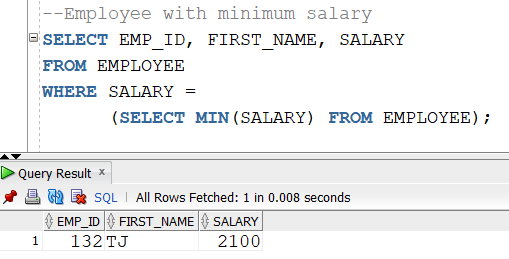 --Employee with minimum salary
SELECT EMP_ID, FIRST_NAME, SALARY
FROM EMPLOYEE
WHERE SALARY =
(SELECT MIN(SALARY) FROM EMPLOYEE);
Query Result x
SQL | All Rows Fetched: 1 in 0.008 seconds
EMP_ID FIRST_NAME SALARY
1 132 TJ 2100